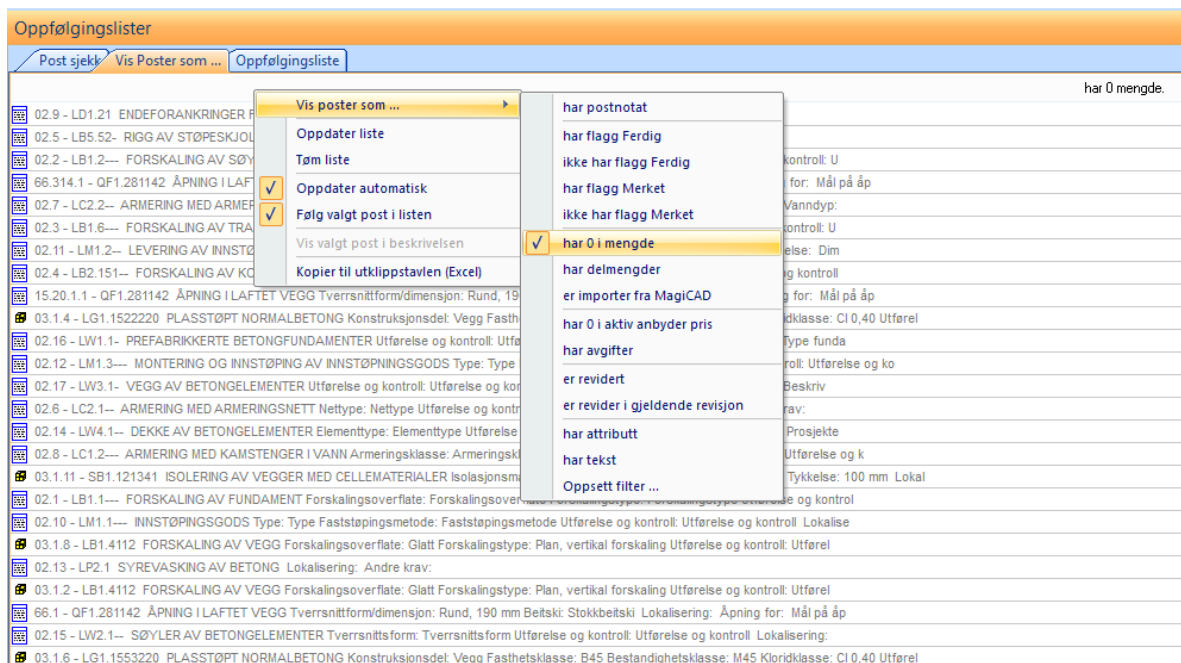 Oppfølgingslister
Post sjekk Vis Poster som ... Oppfølgingsliste
har 0 mengde.
02.9 - LD1.21 ENDEFORANKRINGER
02.5 - LB5.52- RIGG AV STØPESKJOL
02.2 - LB1.2--- FORSKALING AV SØY kontroll: U
66.314.1 - QF1.281142 ÅPNING I LAF for: Mål på åp
02.7 - LC2.2-- ARMERING MED ARMER Vanndyp:
02.3 - LB1.6--- FORSKALING AV TRA kontroll: U
02.11 - LM1.2-- LEVERING AV INNSTØ else: Dim
02.4 - LB2.151-- FORSKALING AV KO og kontroll
15.20.1.1 - QF1.281142 ÅPNING I LAFTET VEGG Tverrsnittform/dimensjon: Rund, 19 for: Mål på åp
03.1.4 - LG1.1522220 PLASSTØPT NORMALBETONG Konstruksjonsdel: Vegg Fasth idklasse: Cl 0,40 Utførel
02.16 - LW1.1- PREFABRIKKERTE BETONGFUNDAMENTER Utførelse og kontroll: Utfø Type funda
02.12 - LM1.3--- MONTERING OG INNSTØPING AV INNSTØPNINGSGODS Type: Type roll: Utførelse og ko
02.17 - LW3.1- VEGG AV BETONGELEMENTER Utførelse og kontroll: Utførelse og kon Beskriv
02.6 - LC2.1-- ARMERING MED ARMERINGSNETT Nettype: Nettype Utførelse og kontr rav:
02.14 - LW4.1-- DEKKE AV BETONGELEMENTER Elementtype: Elementtype Utførelse Prosjekte
02.8 - LC1.2--- ARMERING MED KAMSTENGER I VANN Armeringsklasse: Armeringskl Utførelse og k
03.1.11 - SB1.121341 ISOLERING AV VEGGER MED CELLEMATERIALER Isolasjonsma Tykkelse: 100 mm Lokal
02.1 - LB1.1--- FORSKALING AV FUNDAMENT Forskalingsoverflate: Forskalingsoverflate Forskalingstype: Forskalingstype Utførelse og kontrol
02.10 - LM1.1--- INNSTØPINGSGODS Type: Type Faststøpingsmetode: Faststøpingsmetode Utførelse og kontroll: Utførelse og kontroll Lokalise
03.1.8 - LB1.4112 FORSKALING AV VEGG Forskalingsoverflate: Glatt Forskalingstype: Plan, vertikal forskaling Utførelse og kontroll: Utførel
02.13 - LP2.1 SYREVASKING AV BETONG Lokalisering: Andre krav:
03.1.2 - LB1.4112 FORSKALING AV VEGG Forskalingsoverflate: Glatt Forskalingstype: Plan, vertikal forskaling Utførelse og kontroll: Utførel
66.1 - QF1.281142 ÅPNING I LAFTET VEGG Tverrsnittform/dimensjon: Rund, 190 mm Beitski: Stokkbeitski Lokalisering: Åpning for: Mål på åp
02.15 - LW2.1-- SØYLER AV BETONGELEMENTER Tverrsnittsform: Tverrsnittsform Utførelse og kontroll: Utførelse og kontroll Lokalisering:
03.1.6 - LG1.1553220 PLASSTØPT NORMALBETONG Konstruksjonsdel: Vegg Fasthetsklasse: B45 Bestandighetsklasse: M45 Kloridklasse: Cl 0,40 Utførel
Vis poster som ...
Oppdater liste
Tøm liste
Oppdater automatisk
Følg valgt post i listen
Vis valgt post i beskrivelsen
Kopier til utklippstavlen (Excel)
har postnotat
har flagg Ferdig
ikke har flagg Ferdig
har flagg Merket
ikke har flagg Merket
har 0 i mengde
har delmengder
er importer fra MagiCAD
har 0 i aktiv anbyder pris
har avgifter
er revidert
er revider i gjeldende revisjon
har attributt
har tekst
Oppsett filter ...